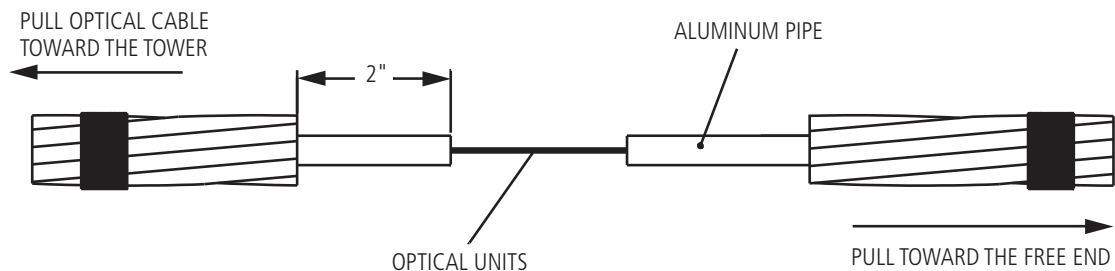 PULL OPTICAL CABLE
TOWARD THE TOWER
2"
ALUMINUM PIPE
OPTICAL UNITS
PULL TOWARD THE FREE END